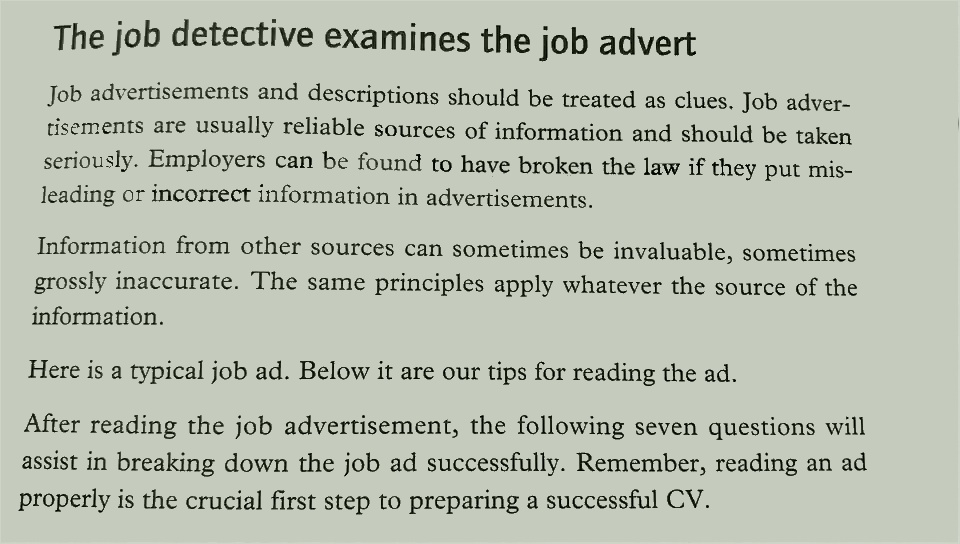 The job detective examines the job advert
Job advertisements and descriptions should be treated as clues. Job adver-
tisements are usually reliable sources of information and should be taken
seriously. Employers can be found to have broken the law if they put mis-
leading or incorrect information in advertisements.
Information from other sources can sometimes be invaluable, sometimes
grossly inaccurate. The same principles apply whatever the source of the
information.
Here is a typical job ad. Below it are our tips for reading the ad.
After reading the job advertisement, the following seven questions will
assist in breaking down the job ad successfully. Remember, reading an ad
properly is the crucial first step to preparing a successful CV.